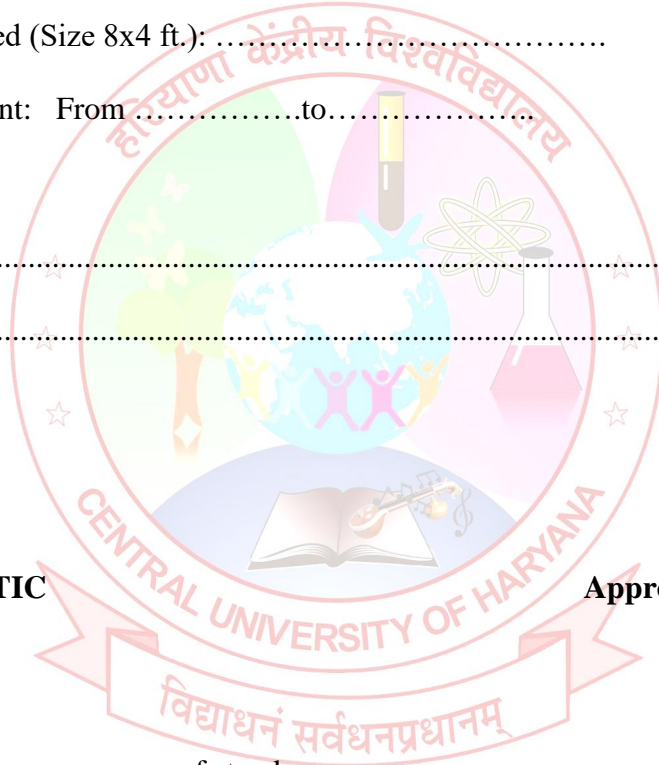 ed (Size 8x4 ft.): ……………………………………….
हरियाणा केंद्रीय विश्वविद्यालय
nt: From …………….to………………..
................................................................................
................................................................................
TIC Appro
CENTRAL UNIVERSITY OF HARYANA
विद्याधनं सर्वधनप्रधानम्